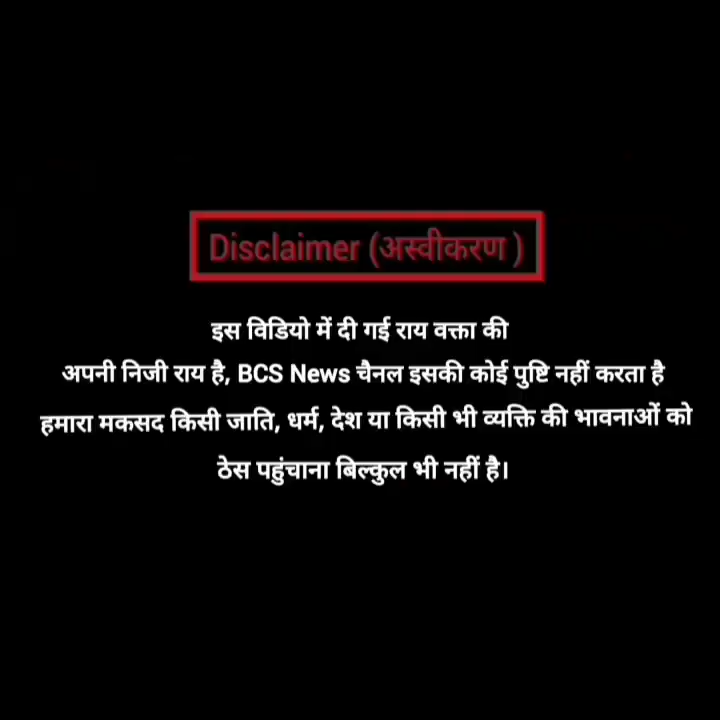 Disclaimer (अस्वीकरण )
इस विडियो में दी गई राय वक्ता की
अपनी निजी राय है, BCS News चैनल इसकी कोई पुष्टि नहीं करता है
हमारा मकसद किसी जाति, धर्म, देश या किसी भी व्यक्ति की भावनाओं को
ठेस पहुंचाना बिल्कुल भी नहीं है।